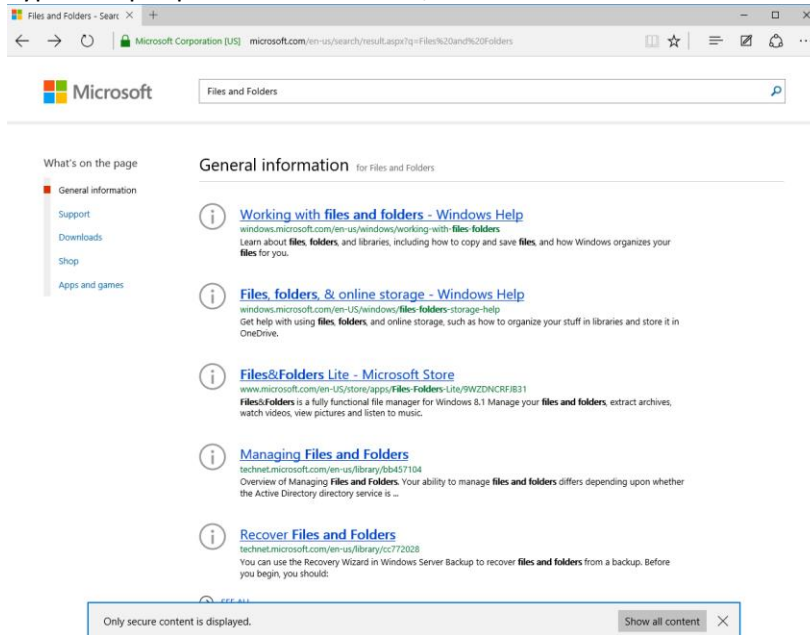 Files and Folders - Searc
Microsoft Corporation [US] microsoft.com/en-us/search/result.aspx?q=Files%20and%20Folders
Microsoft
Files and Folders
What's on the page
General information
Support
Downloads
Shop
Apps and games
General information for Files and Folders
Working with files and folders - Windows Help
windows.microsoft.com/en-us/windows/working-with-files-folders
Learn about files, folders, and libraries, including how to copy and save files, and how Windows organizes your
files for you.
Files, folders, & online storage - Windows Help
windows.microsoft.com/en-US/windows/files-folders-storage-help
Get help with using files, folders, and online storage, such as how to organize your stuff in libraries and store it in
OneDrive.
Files&Folders Lite - Microsoft Store
www.microsoft.com/en-US/store/apps/Files-Folders-Lite/9WZDNCRFJB31
Files&Folders is a fully functional file manager for Windows 8.1 Manage your files and folders, extract archives,
watch videos, view pictures and listen to music.
Managing Files and Folders
technet.microsoft.com/en-us/library/bb457104
Overview of Managing Files and Folders. Your ability to manage files and folders differs depending upon whether
the Active Directory directory service is ...
Recover Files and Folders
technet.microsoft.com/en-us/library/cc772028
You can use the Recovery Wizard in Windows Server Backup to recover files and folders from a backup. Before
you begin, you should:
SEE ALL
Only secure content is displayed.
Show all content